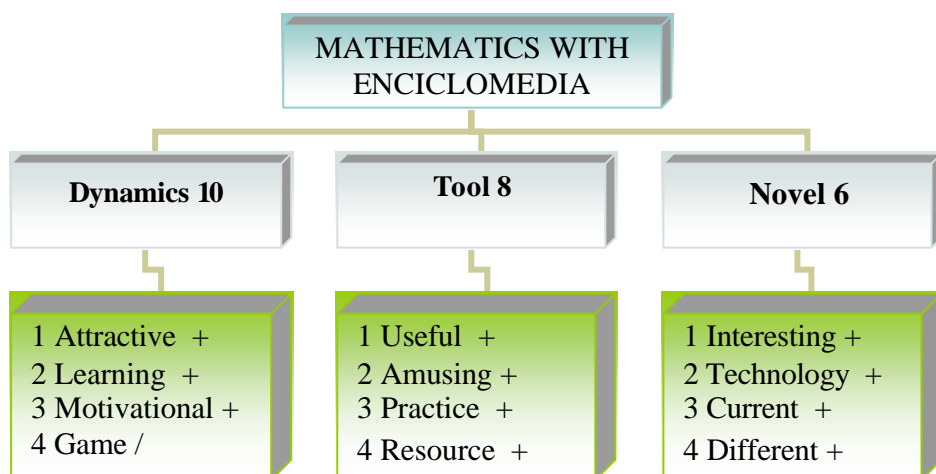 MATHEMATICS WITH
ENCICLOMEDIA
Dynamics 10
Tool 8
Novel 6
1 Attractive +
2 Learning +
3 Motivational +
4 Game /
1 Useful +
2 Amusing +
3 Practice +
4 Resource +
1 Interesting +
2 Technology +
3 Current +
4 Different +